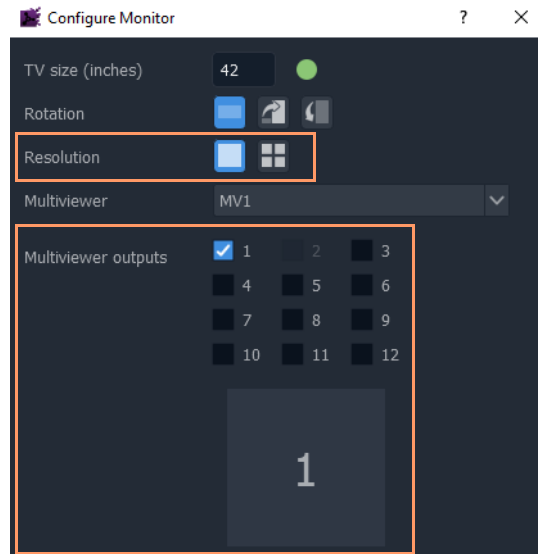 Configure Monitor ?
TV size (inches) 42
Rotation
Resolution
Multiviewer MV1
Multiviewer outputs 1 2 3
4 5 6
7 8 9
10 11 12
1